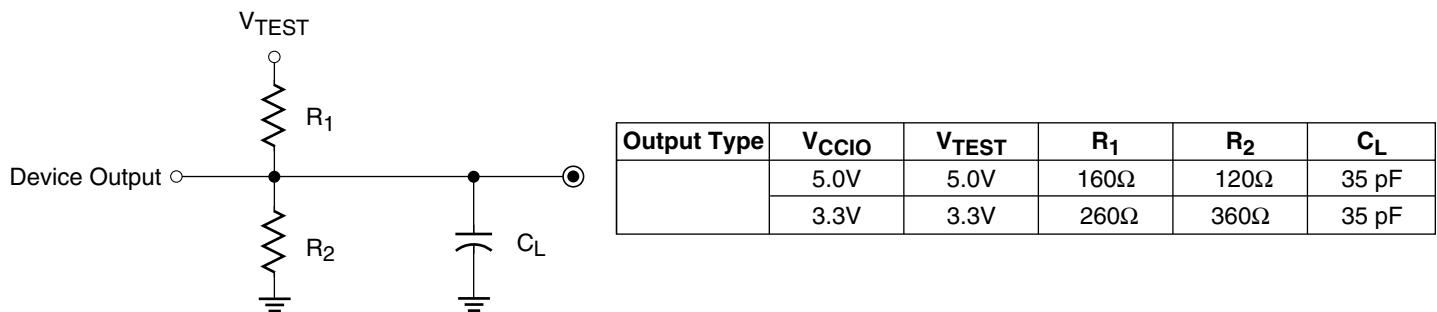 VTEST
R1
Device Output
R2
CL
Output Type VCCIO VTEST R1 R2 CL
5.0V 5.0V 160Ω 120Ω 35 pF
3.3V 3.3V 260Ω 360Ω 35 pF